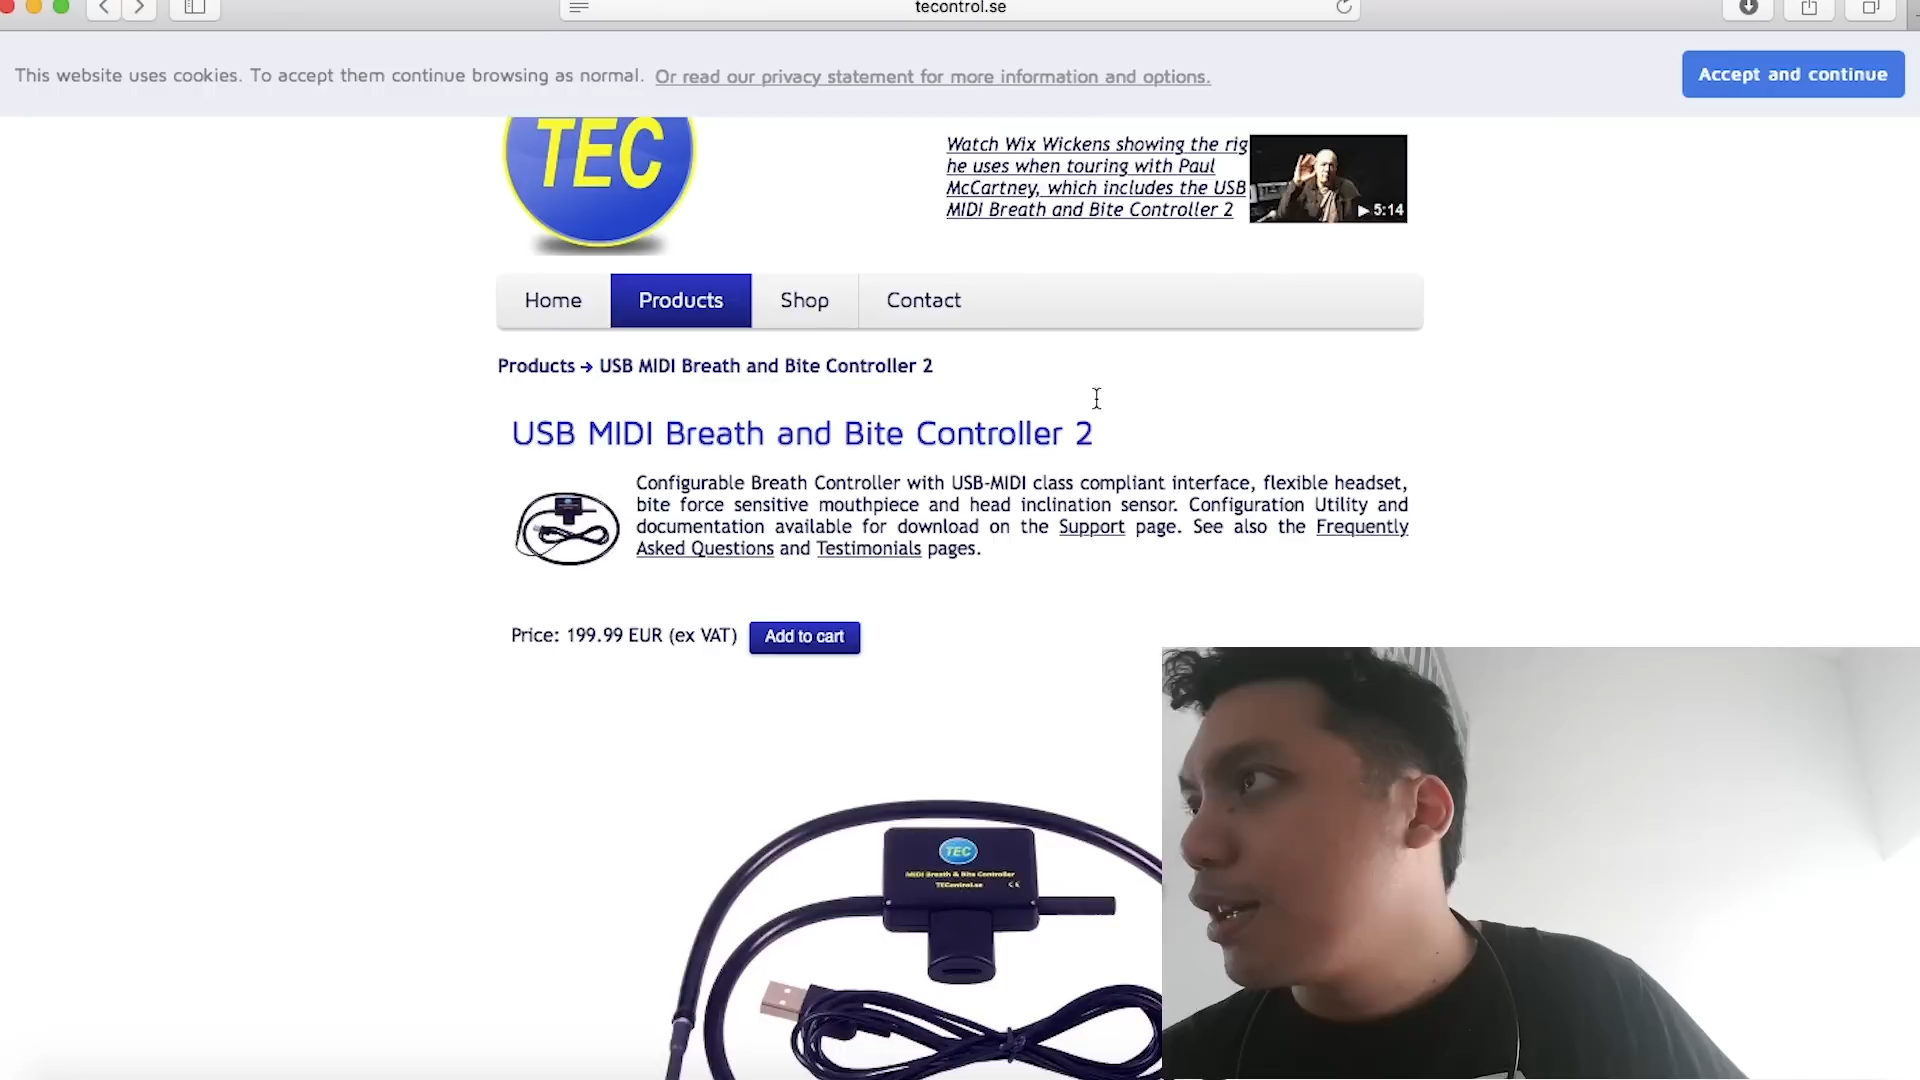 tecontrol.se
This website uses cookies. To accept them continue browsing as normal. Or read our privacy statement for more information and options.
Accept and continue
TEC
Watch Wix Wickens showing the rig
he uses when touring with Paul
McCartney, which includes the USB
MIDI Breath and Bite Controller 2
5:14
Home Products Shop Contact
Products → USB MIDI Breath and Bite Controller 2
USB MIDI Breath and Bite Controller 2
Configurable Breath Controller with USB-MIDI class compliant interface, flexible headset,
bite force sensitive mouthpiece and head inclination sensor. Configuration Utility and
documentation available for download on the Support page. See also the Frequently
Asked Questions and Testimonials pages.
Price: 199.99 EUR (ex VAT) Add to cart
TEC
MIDI Breath & Bite Controller
TEControl.se CE